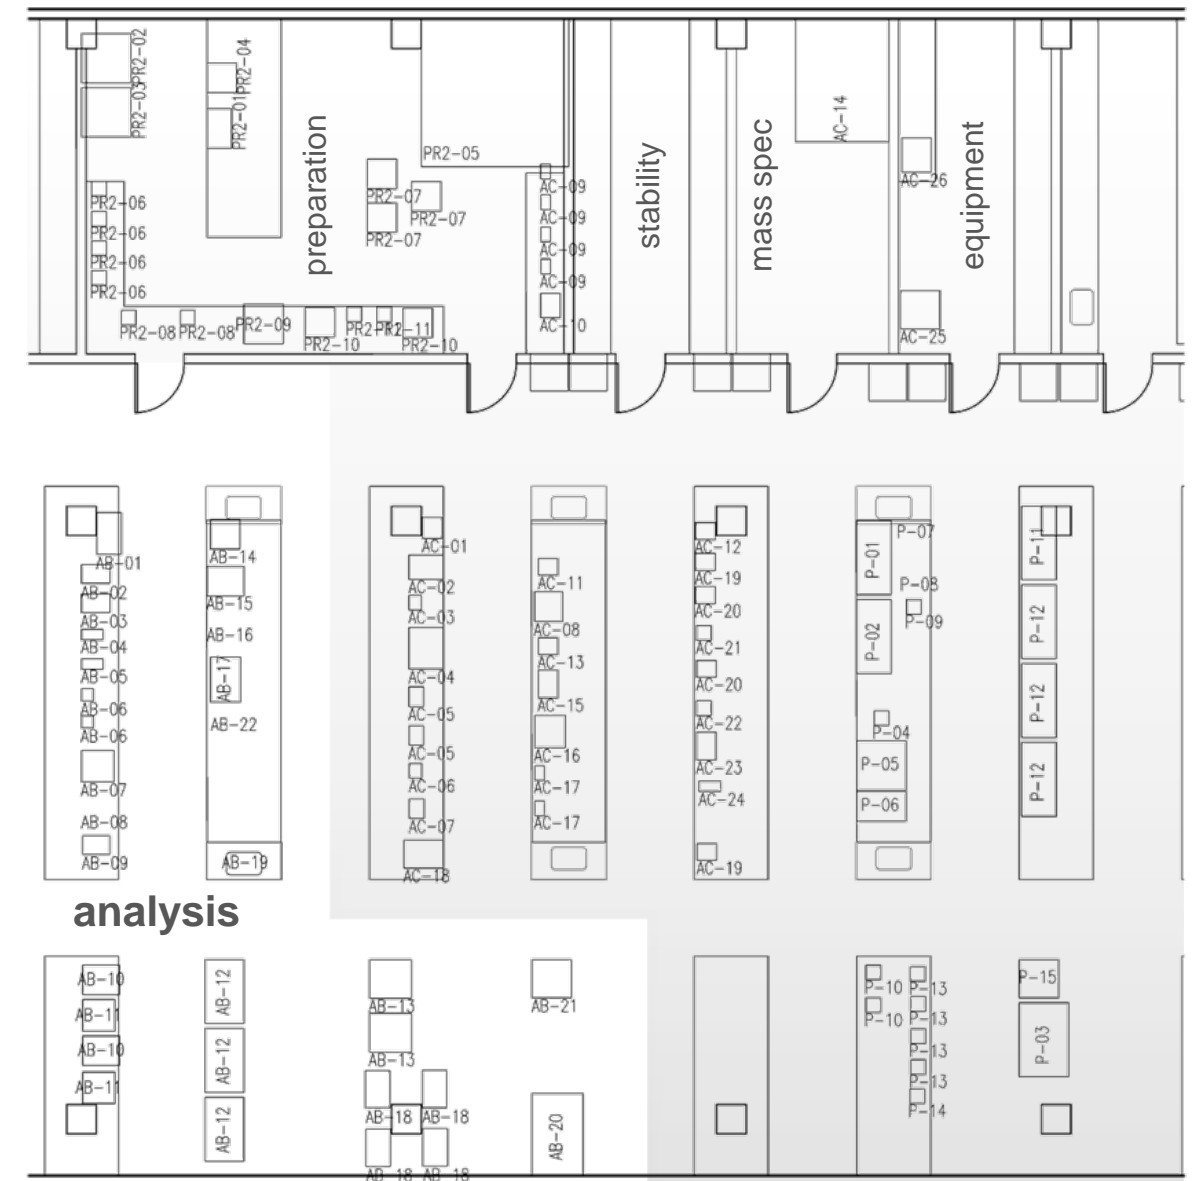 PR2-02
PR2-03
PR2-04
PR2-01
preparation
PR2-05
PR2-07
PR2-07
PR2-07
PR2-06
PR2-06
PR2-06
PR2-06
PR2-08
PR2-08
PR2-09
PR2-10
PR2-11
PR2-11
PR2-10
AC-09
AC-09
AC-09
AC-09
AC-10
stability
mass spec
AC-14
equipment
AC-26
AC-25
AB-01
AB-02
AB-03
AB-04
AB-05
AB-06
AB-06
AB-07
AB-08
AB-09
AB-14
AB-15
AB-16
AB-17
AB-22
AB-19
AC-01
AC-02
AC-03
AC-04
AC-05
AC-05
AC-06
AC-07
AC-18
AC-11
AC-08
AC-13
AC-15
AC-16
AC-17
AC-17
AC-12
AC-19
AC-20
AC-21
AC-20
AC-22
AC-23
AC-24
AC-19
P-07
P-01
P-08
P-09
P-02
P-04
P-05
P-06
P-11
P-12
P-12
P-12
analysis
AB-10
AB-11
AB-10
AB-11
AB-12
AB-12
AB-12
AB-13
AB-13
AB-18
AB-18
AB-18
AB-18
AB-21
AB-20
P-10
P-10
P-13
P-13
P-13
P-13
P-14
P-15
P-03